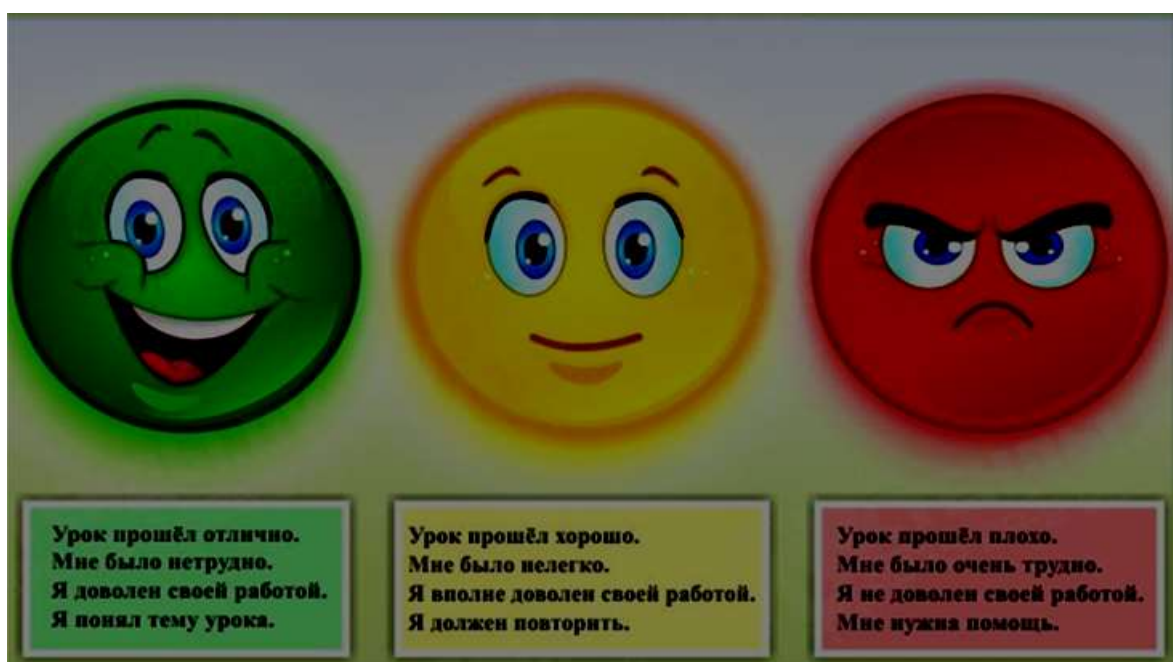 Урок прошёл отлично.
Мне было нетрудно.
Я доволен своей работой.
Я понял тему урока.
Урок прошёл хорошо.
Мне было нелегко.
Я вполне доволен своей работой.
Я должен повторить.
Урок прошёл плохо.
Мне было очень трудно.
Я не доволен своей работой.
Мне нужна помощь.